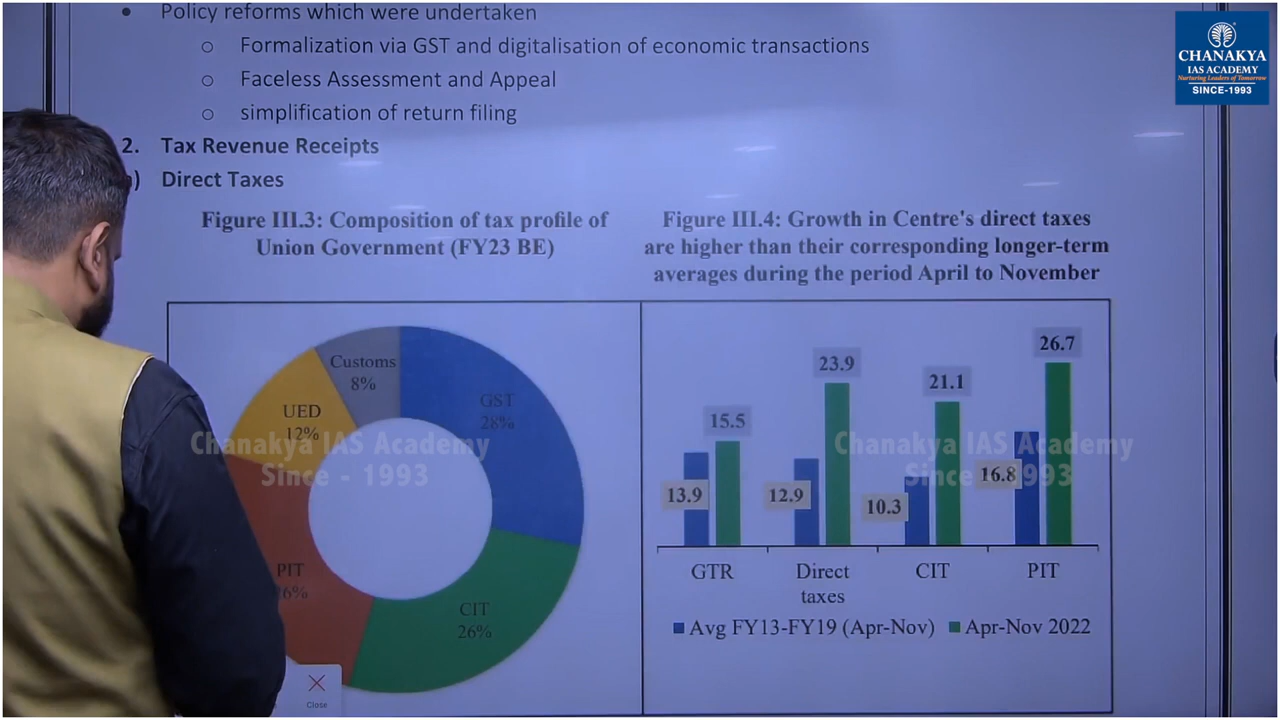 • Policy reforms which were undertaken
CHANAKYA
IAS ACADEMY
Nurturing Leaders of Tomorrow
SINCE-1993
o Formalization via GST and digitalisation of economic transactions
o Faceless Assessment and Appeal
o simplification of return filing
2. Tax Revenue Receipts
) Direct Taxes
Figure III.3: Composition of tax profile of
Union Government (FY23 BE)
Customs
8%
GST
28%
UED
12%
PIT
6%
CIT
26%
Figure III.4: Growth in Centre's direct taxes
are higher than their corresponding longer-term
averages during the period April to November
13.9
15.5
12.9
23.9
10.3
21.1
16.8
26.7
GTR
Direct
taxes
CIT
PIT
Avg FY13-FY19 (Apr-Nov) Apr-Nov 2022
Chanakya IAS Academy
Since - 1993
Chanakya IAS Academy
Since 1993
Close